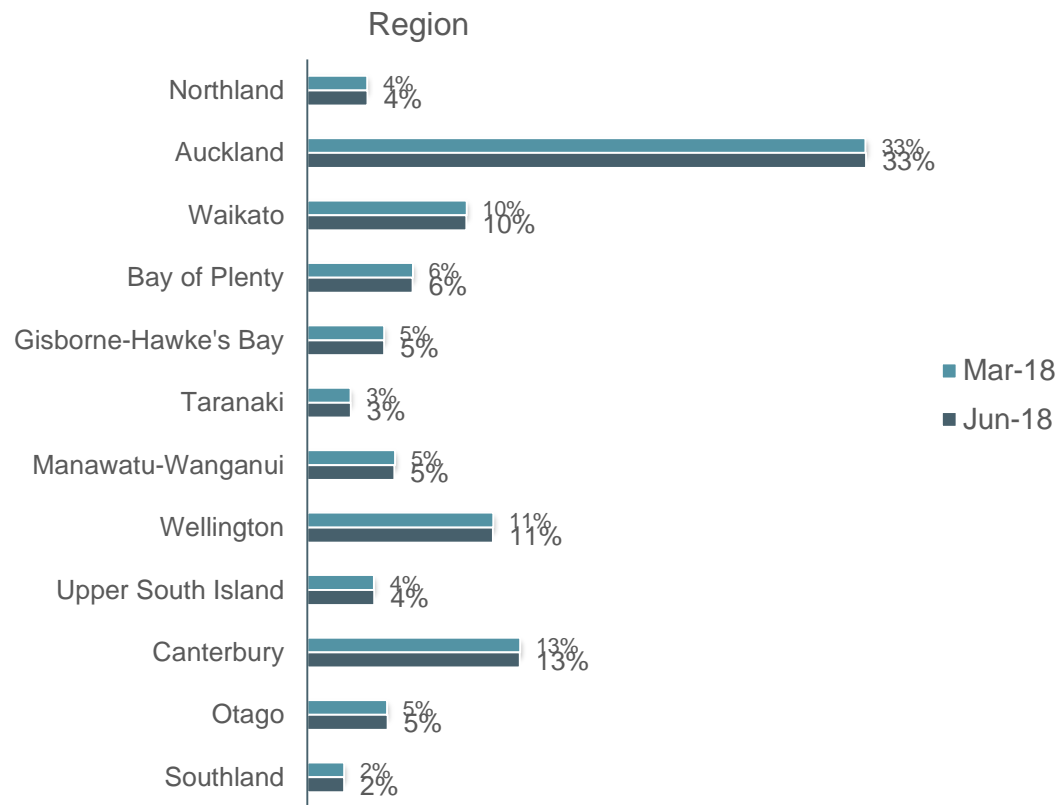 Region
Northland 4% 4%
Auckland 33% 33%
Waikato 10% 10%
Bay of Plenty 6% 6%
Gisborne-Hawke's Bay 5% 5%
Taranaki 3% 3%
Manawatu-Wanganui 5% 5%
Wellington 11% 11%
Upper South Island 4% 4%
Canterbury 13% 13%
Otago 5% 5%
Southland 2% 2%
Mar-18
Jun-18